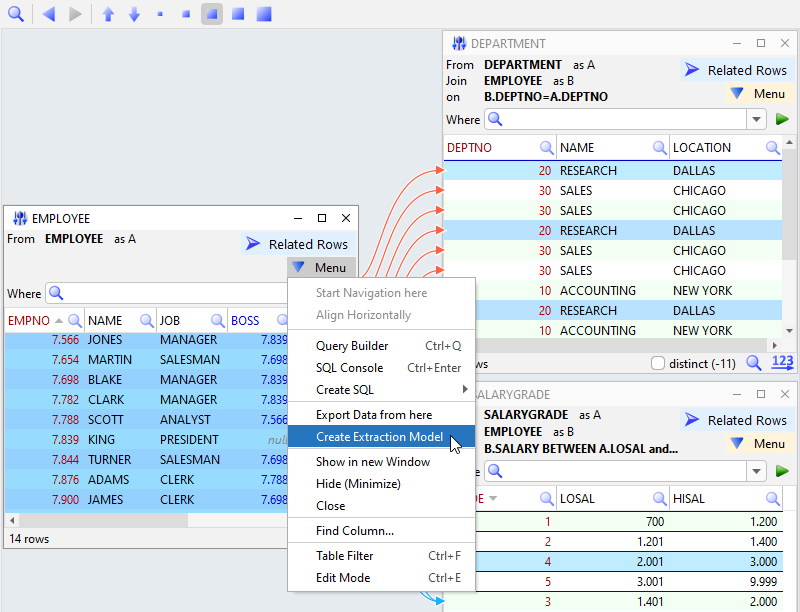 DEPARTMENT
From DEPARTMENT as A
Join EMPLOYEE as B
on B.DEPTNO=A.DEPTNO
Related Rows
Menu
Where
DEPTNO NAME LOCATION
20 RESEARCH DALLAS
30 SALES CHICAGO
30 SALES CHICAGO
20 RESEARCH DALLAS
30 SALES CHICAGO
30 SALES CHICAGO
10 ACCOUNTING NEW YORK
20 RESEARCH DALLAS
10 ACCOUNTING NEW YORK
distinct (-11) 123
EMPLOYEE
From EMPLOYEE as A
Related Rows
Menu
Where
EMPNO NAME JOB BOSS
7.566 JONES MANAGER 7.839
7.654 MARTIN SALESMAN 7.698
7.698 BLAKE MANAGER 7.839
7.782 CLARK MANAGER 7.839
7.788 SCOTT ANALYST 7.566
7.839 KING PRESIDENT
7.844 TURNER SALESMAN 7.698
7.876 ADAMS CLERK 7.788
7.900 JAMES CLERK 7.698
14 rows
Start Navigation here
Align Horizontally
Query Builder Ctrl+Q
SQL Console Ctrl+Enter
Create SQL
Export Data from here
Create Extraction Model
Show in new Window
Hide (Minimize)
Close
Find Column...
Table Filter Ctrl+F
Edit Mode Ctrl+E
SALARYGRADE
SALARYGRADE as A
EMPLOYEE as B
B.SALARY BETWEEN A.LOSAL and...
Related Rows
Menu
LOSAL HISAL
1 700 1.200
2 1.201 1.400
4 2.001 3.000
5 3.001 9.999
3 1.401 2.000